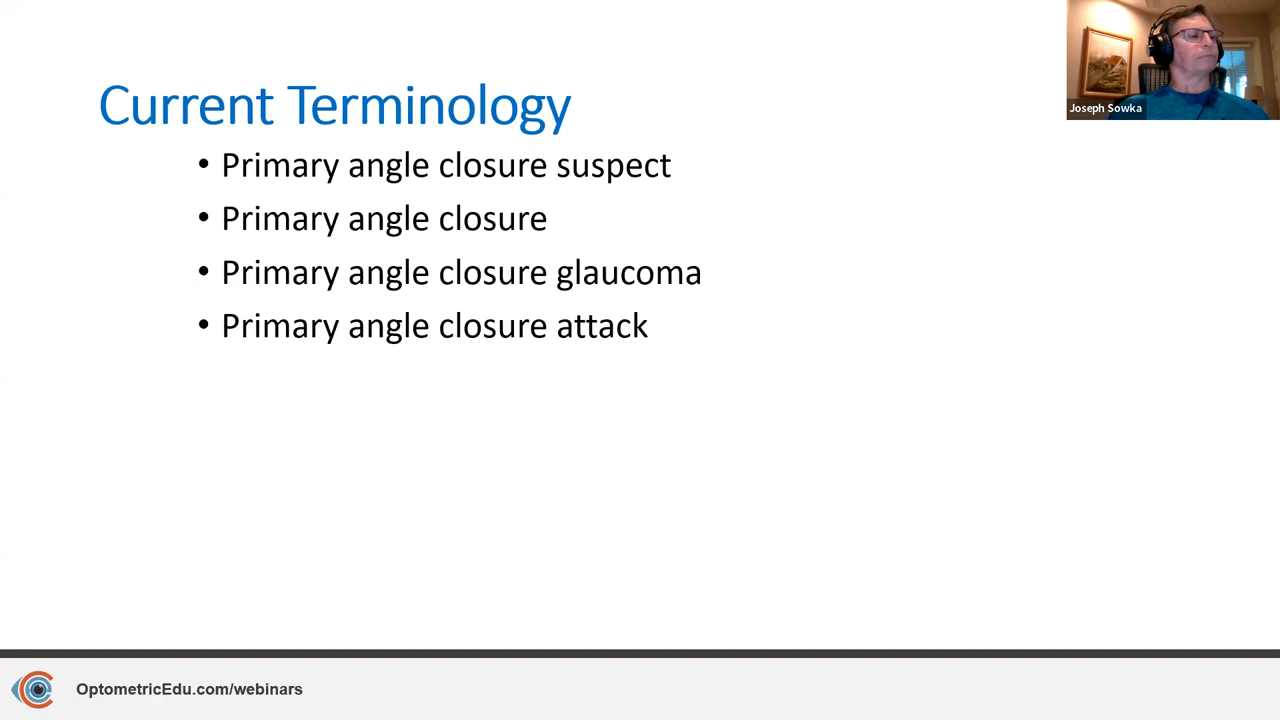 Joseph Sowka
Current Terminology
• Primary angle closure suspect
• Primary angle closure
• Primary angle closure glaucoma
• Primary angle closure attack
OptometricEdu.com/webinars